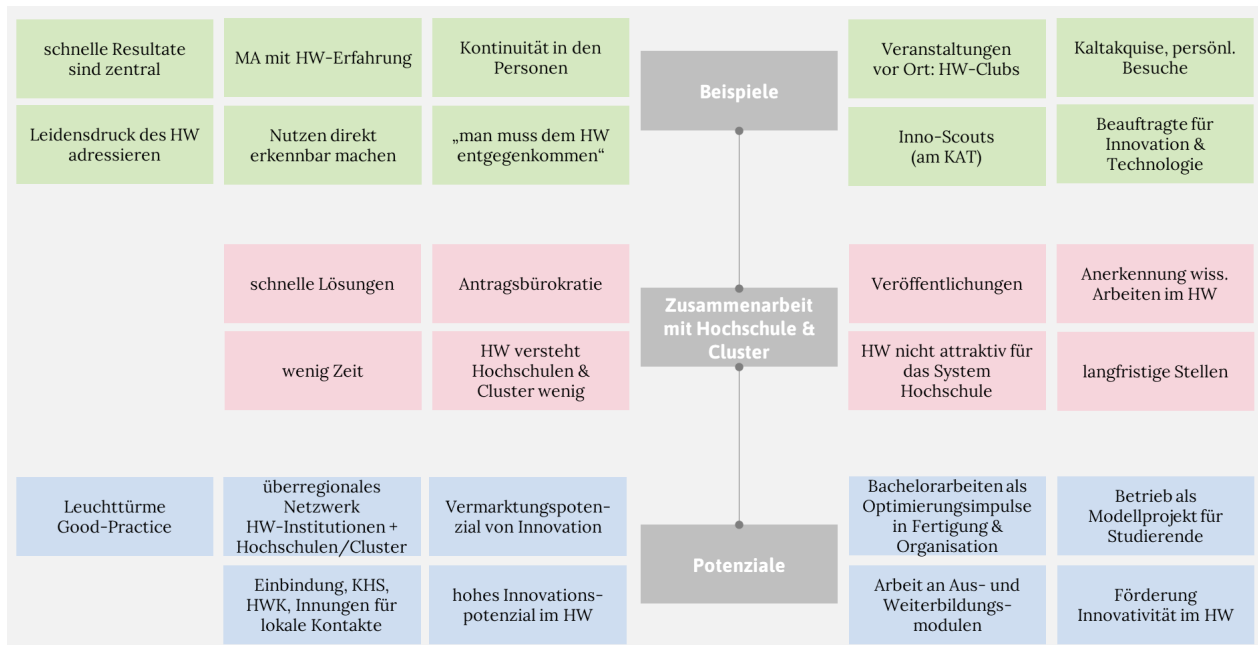 schnelle Resultate
sind zentral
MA mit HW-Erfahrung
Kontinuität in den
Personen
Beispiele
Veranstaltungen
vor Ort: HW-Clubs
Kaltakquise, persönl.
Besuche
Leidensdruck des HW
adressieren
Nutzen direkt
erkennbar machen
„man muss dem HW
entgegenkommen“
Inno-Scouts
(am KAT)
Beauftragte für
Innovation &
Technologie
schnelle Lösungen
Antragsbürokratie
Zusammenarbeit
mit Hochschule &
Cluster
Veröffentlichungen
Anerkennung wiss.
Arbeiten im HW
wenig Zeit
HW versteht
Hochschulen &
Cluster wenig
HW nicht attraktiv für
das System
Hochschule
langfristige Stellen
Leuchttürme
Good-Practice
überregionales
Netzwerk
HW-Institutionen +
Hochschulen/Cluster
Vermarktungspoten-
zial von Innovation
Potenziale
Bachelorarbeiten als
Optimierungsimpulse
in Fertigung &
Organisation
Betrieb als
Modellprojekt für
Studierende
Einbindung, KHS,
HWK, Innungen für
lokale Kontakte
hohes Innovations-
potenzial im HW
Arbeit an Aus- und
Weiterbildungs-
modulen
Förderung
Innovativität im HW